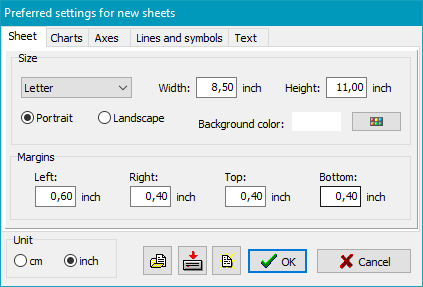 Preferred settings for new sheets
Sheet Charts Axes Lines and symbols Text
Size
Letter Width: 8,50 inch Height: 11,00 inch
Portrait Landscape Background color:
Margins
Left: Right: Top: Bottom:
0,60 inch 0,40 inch 0,40 inch 0,40 inch
Unit
cm inch OK Cancel